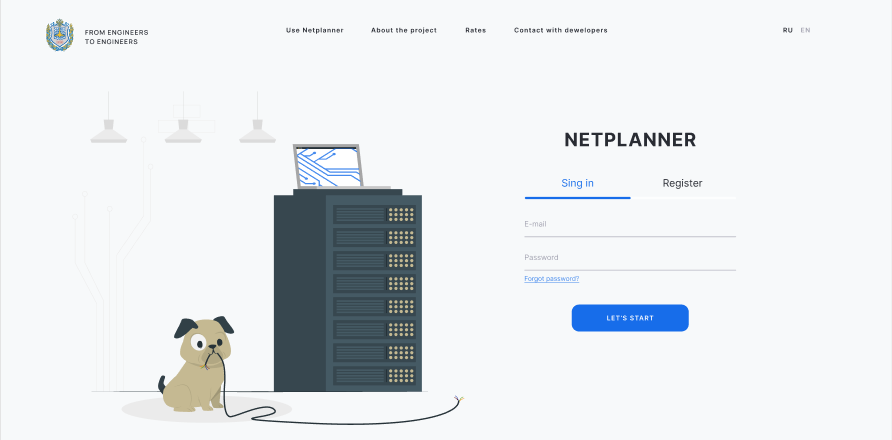 FROM ENGINEERS
TO ENGINEERS
Use Netplanner
About the project
Rates
Contact with dewelopers
RU EN
NETPLANNER
Sing in
Register
E-mail
Password
Forgot password?
LET'S START